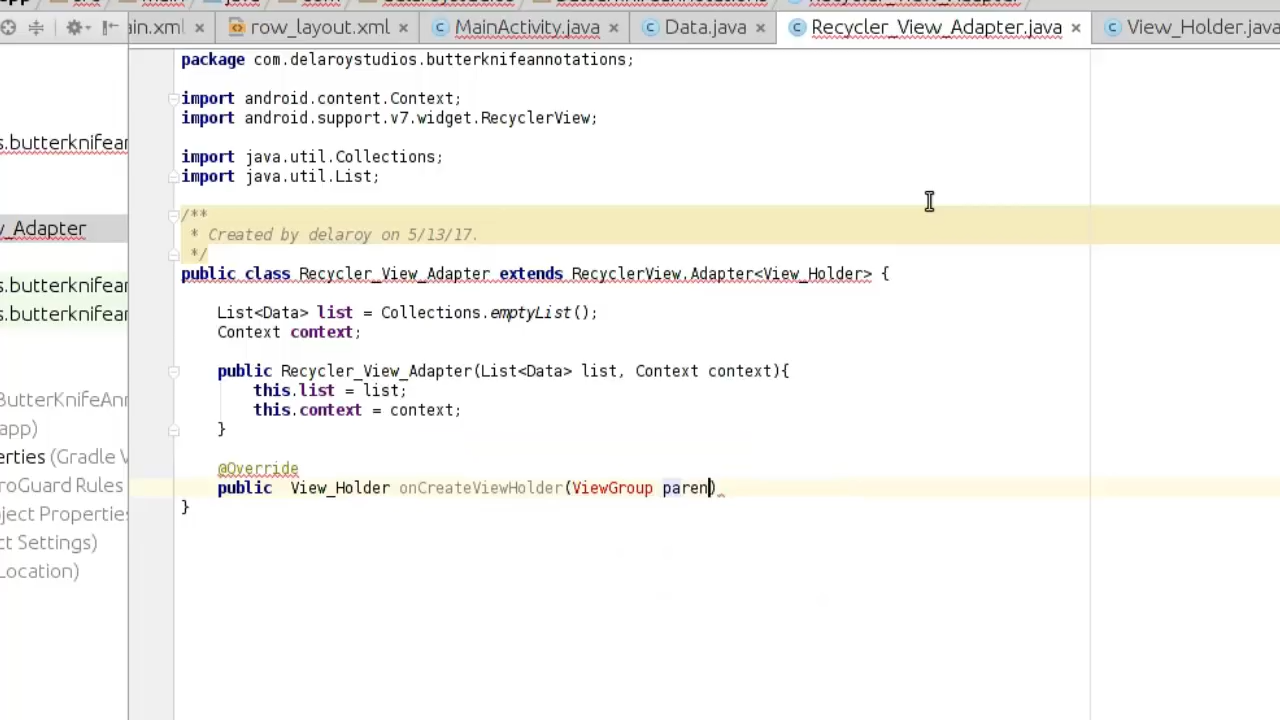 ain.xml row_layout.xml MainActivity.java Data.java Recycler_View_Adapter.java View_Holder.java
package com.delaroystudios.butterknifeannotations;
import android.content.Context;
import android.support.v7.widget.RecyclerView;
s.butterknifear
import java.util.Collections;
import java.util.List;
/**
v_Adapter
* Created by delaroy on 5/13/17.
*/
public class Recycler_View_Adapter extends RecyclerView.Adapter<View_Holder> {
s.butterknifear
List<Data> list = Collections.emptyList();
s.butterknifear
Context context;
public Recycler_View_Adapter(List<Data> list, Context context){
this.list = list;
ButterKnifeAnr
this.context = context;
app)
}
erties (Gradle V
@Override
roGuard Rules
public  View_Holder onCreateViewHolder(ViewGroup paren)
}
ject Properties
ct Settings)
Location)